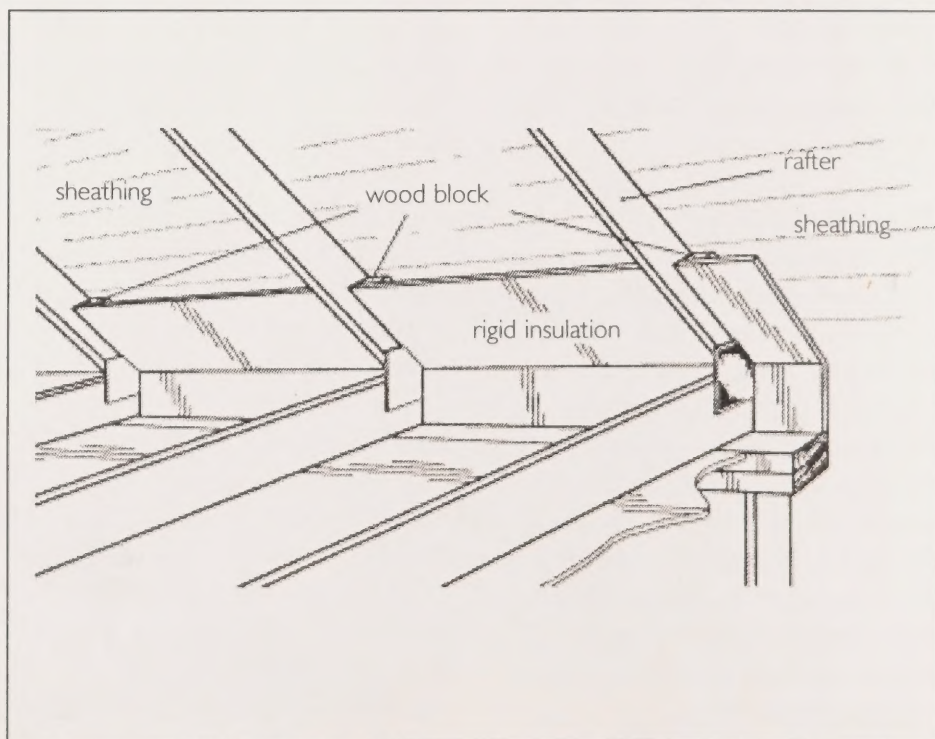 rafter
sheathing
wood block
sheathing
rigid insulation